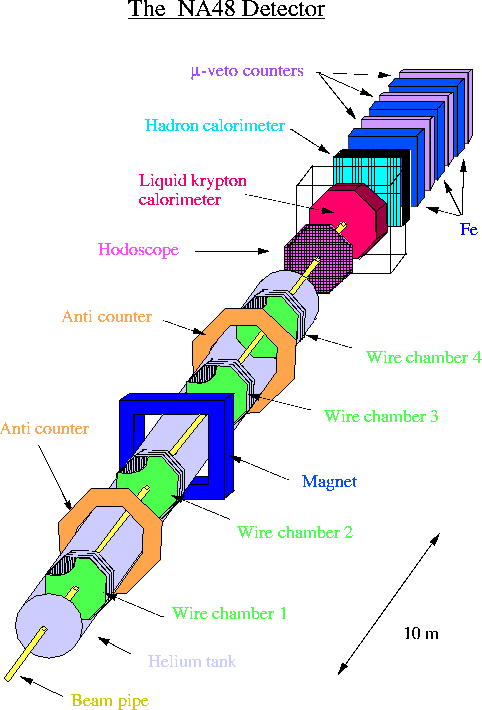 The NA48 Detector
μ-veto counters
Hadron calorimeter
Liquid krypton
calorimeter
Fe
Hodoscope
Anti counter
Wire chamber 4
Wire chamber 3
Anti counter
Magnet
Wire chamber 2
Wire chamber 1
10 m
Helium tank
Beam pipe